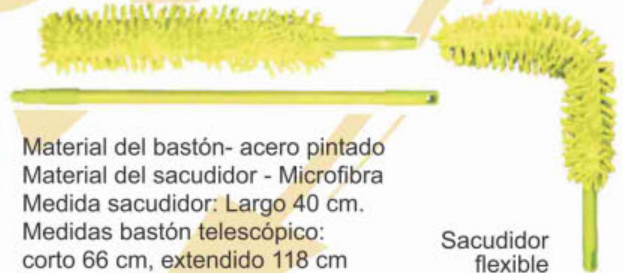 Material del bastón- acero pintado
Material del sacudidor - Microfibra
Medida sacudidor: Largo 40 cm.
Medidas bastón telescópico:
corto 66 cm, extendido 118 cm
Sacudidor
flexible